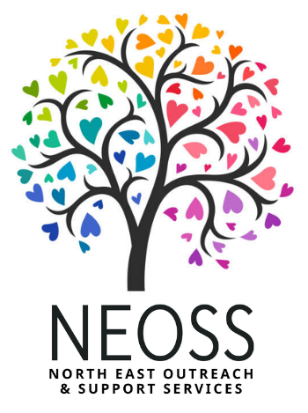 NEOSS
NORTH EAST OUTREACH
& SUPPORT SERVICES